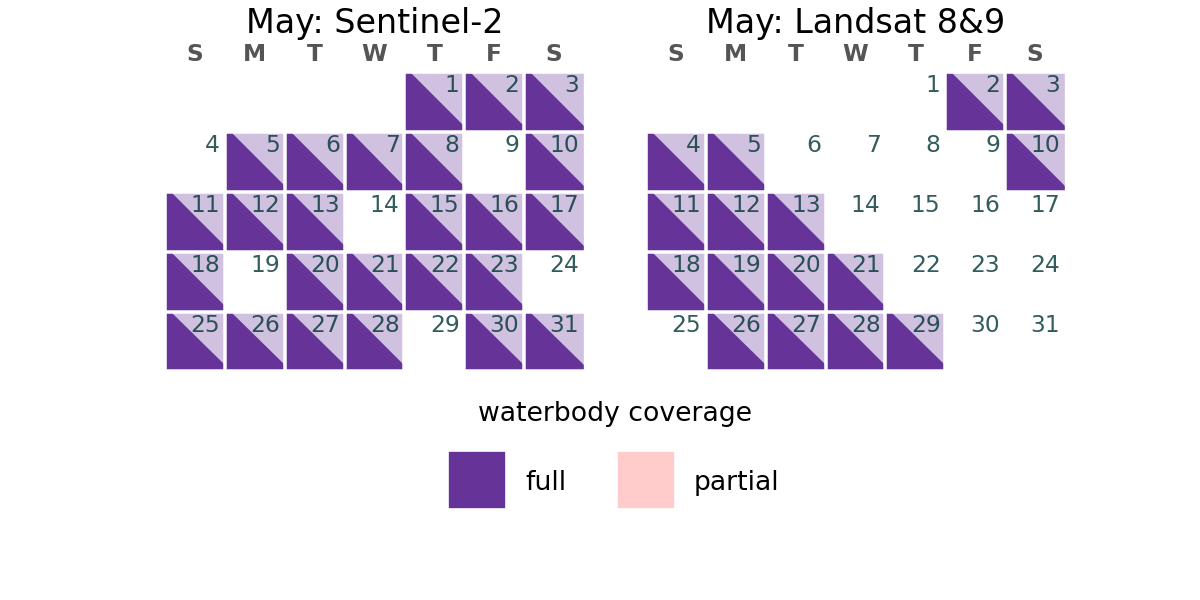 May: Sentinel-2
S M T W T F S
1 2 3
4 5 6 7 8 9 10
11 12 13 14 15 16 17
18 19 20 21 22 23 24
25 26 27 28 29 30 31
May: Landsat 8&9
S M T W T F S
1 2 3
4 5 6 7 8 9 10
11 12 13 14 15 16 17
18 19 20 21 22 23 24
25 26 27 28 29 30 31
waterbody coverage
full partial